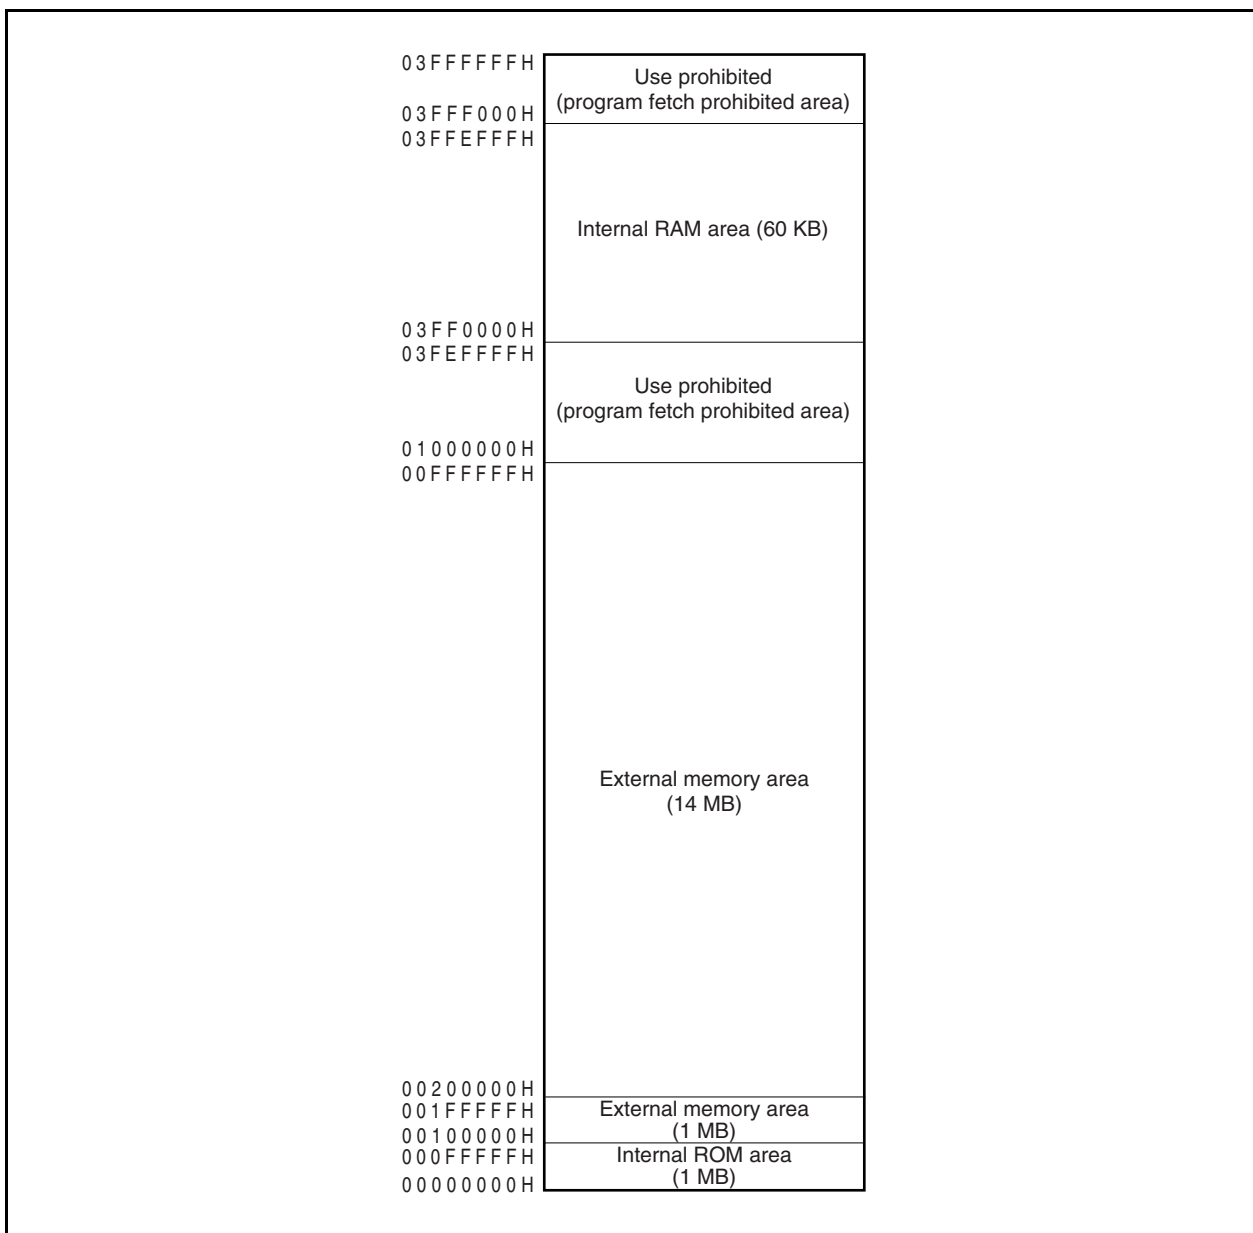 03FFFFFFH
Use prohibited
(program fetch prohibited area)
03FFF000H
03FFEFFFH
Internal RAM area (60 KB)
03FF0000H
03FEFFFFH
Use prohibited
(program fetch prohibited area)
01000000H
00FFFFFFH
External memory area
(14 MB)
00200000H
001FFFFFH
External memory area
(1 MB)
00100000H
000FFFFFH
Internal ROM area
(1 MB)
00000000H